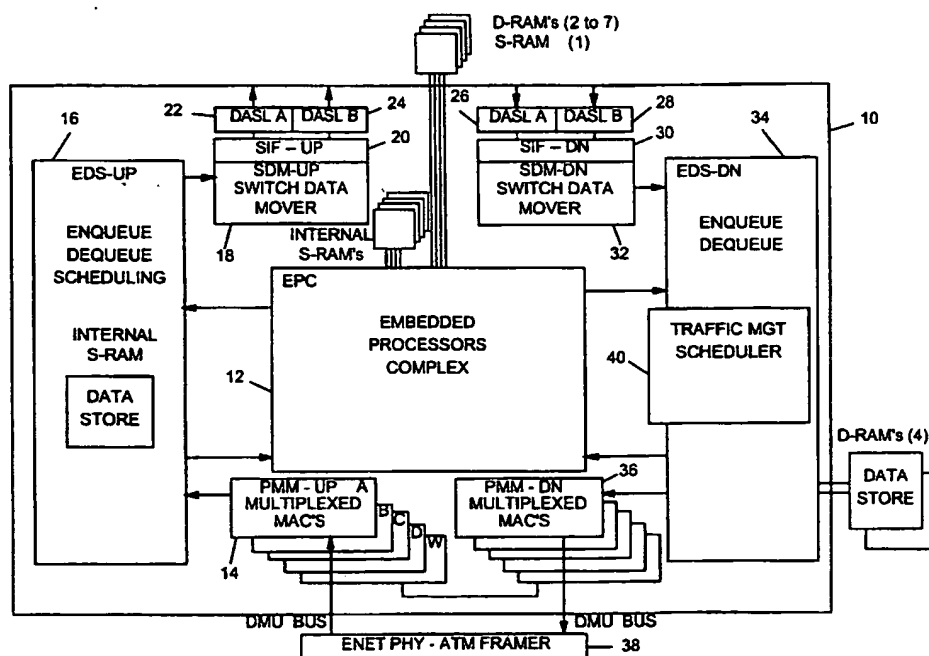 D-RAM's (2 to 7)
S-RAM (1)
22
DASL A
DASL B
24
26
DASL A
DASL B
28
16
20
30
34
10
SIF - UP
SIF - DN
EDS-UP
SDM-UP
SWITCH DATA
MOVER
SDM-DN
SWITCH DATA
MOVER
EDS-DN
ENQUEUE
DEQUEUE
SCHEDULING
18
INTERNAL
S-RAM's
32
ENQUEUE
DEQUEUE
EPC
EMBEDDED
PROCESSORS
COMPLEX
INTERNAL
S-RAM
DATA
STORE
12
TRAFFIC MGT
SCHEDULER
40
D-RAM's (4)
DATA
STORE
PMM - UP A
MULTIPLEXED
MAC'S
B
C
D
W
14
PMM - DN
MULTIPLEXED
MAC'S
36
DMU BUS
DMU BUS
ENET PHY - ATM FRAMER
38